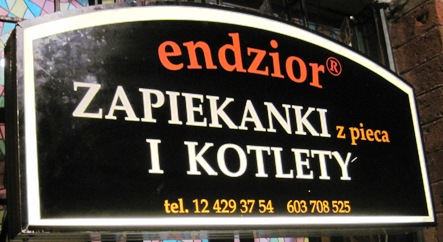 endzior®
ZAPIEKANKI z pieca
I KOTLETY
tel. 12 429 37 54 603 708 525